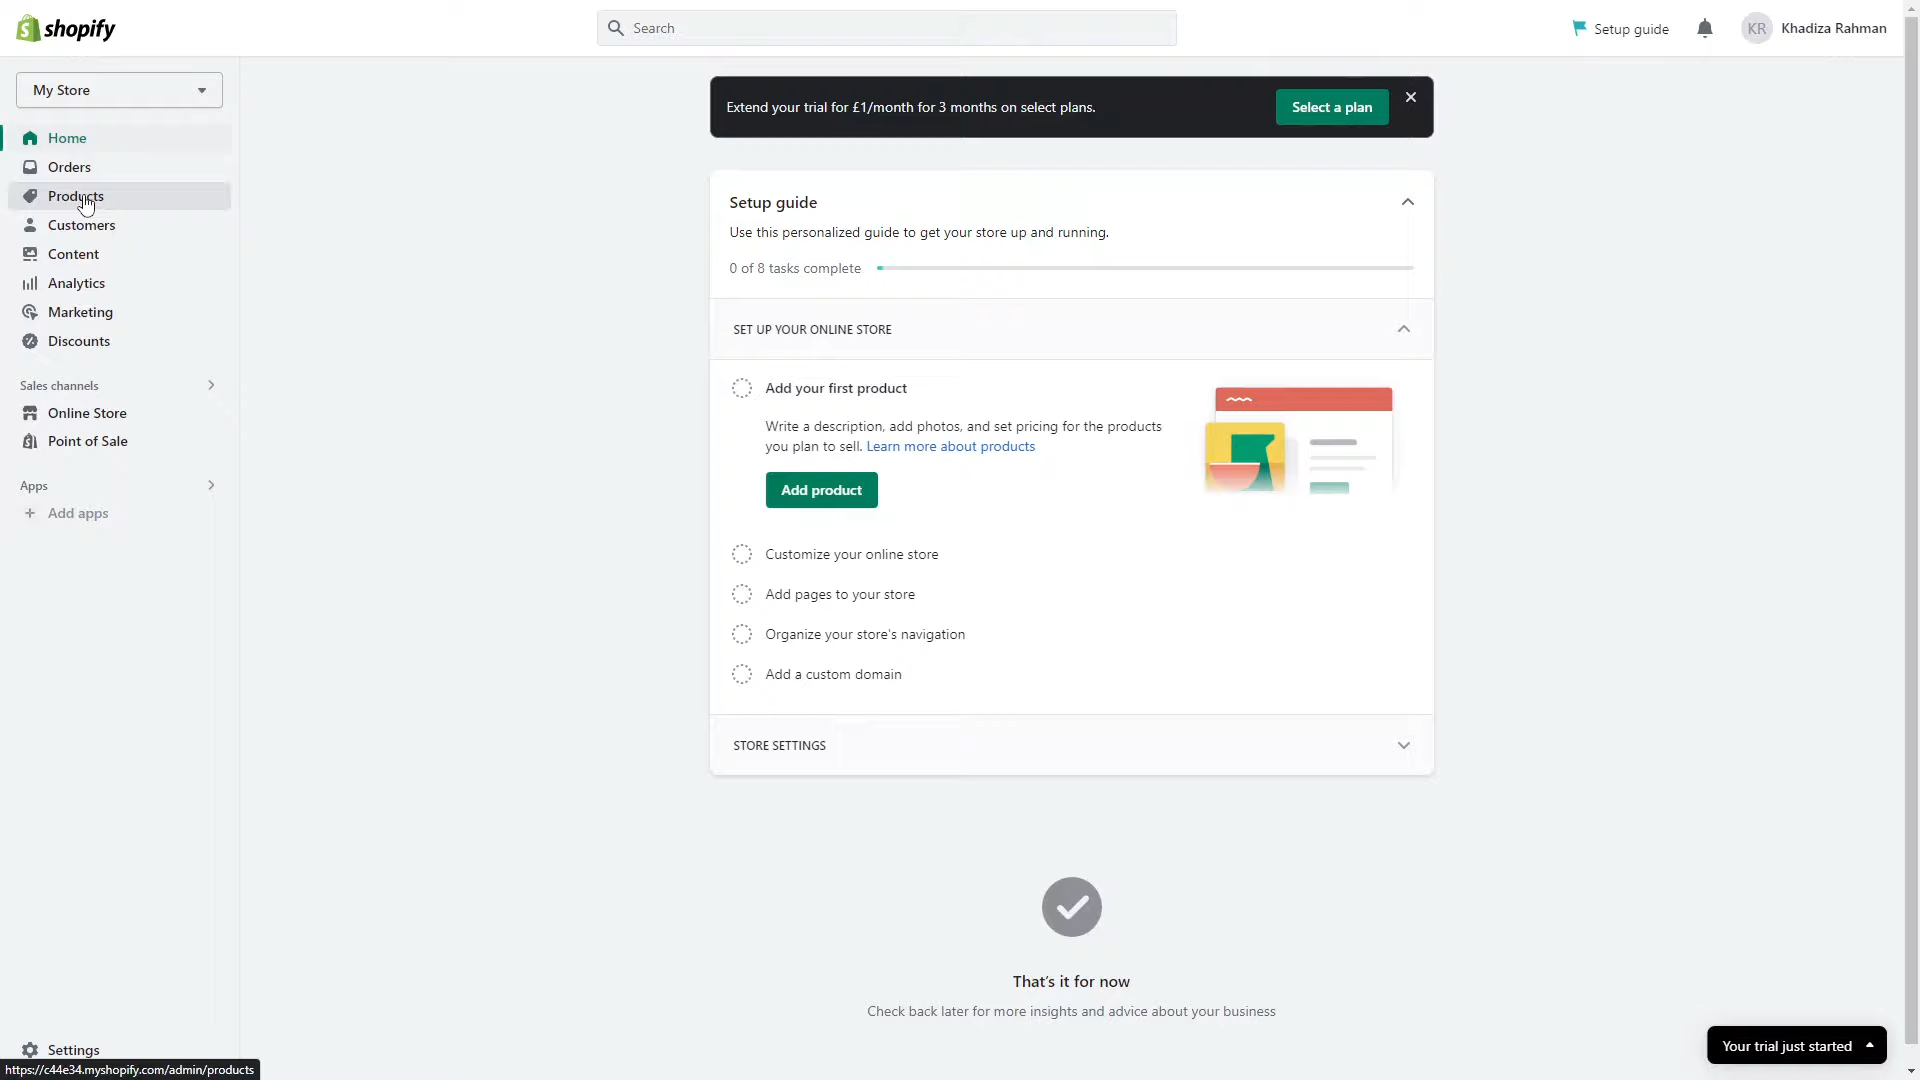 shopify
Search
Setup guide
KR
Khadiza Rahman
My Store
Home
Orders
Products
Customers
Content
Analytics
Marketing
Discounts
Sales channels
Online Store
Point of Sale
Apps
Add apps
Settings
https://c44e34.myshopify.com/admin/products
Extend your trial for £1/month for 3 months on select plans.
Select a plan
Setup guide
Use this personalized guide to get your store up and running.
0 of 8 tasks complete
SET UP YOUR ONLINE STORE
Add your first product
Write a description, add photos, and set pricing for the products
you plan to sell. Learn more about products
Add product
Customize your online store
Add pages to your store
Organize your store's navigation
Add a custom domain
STORE SETTINGS
That’s it for now
Check back later for more insights and advice about your business
Your trial just started